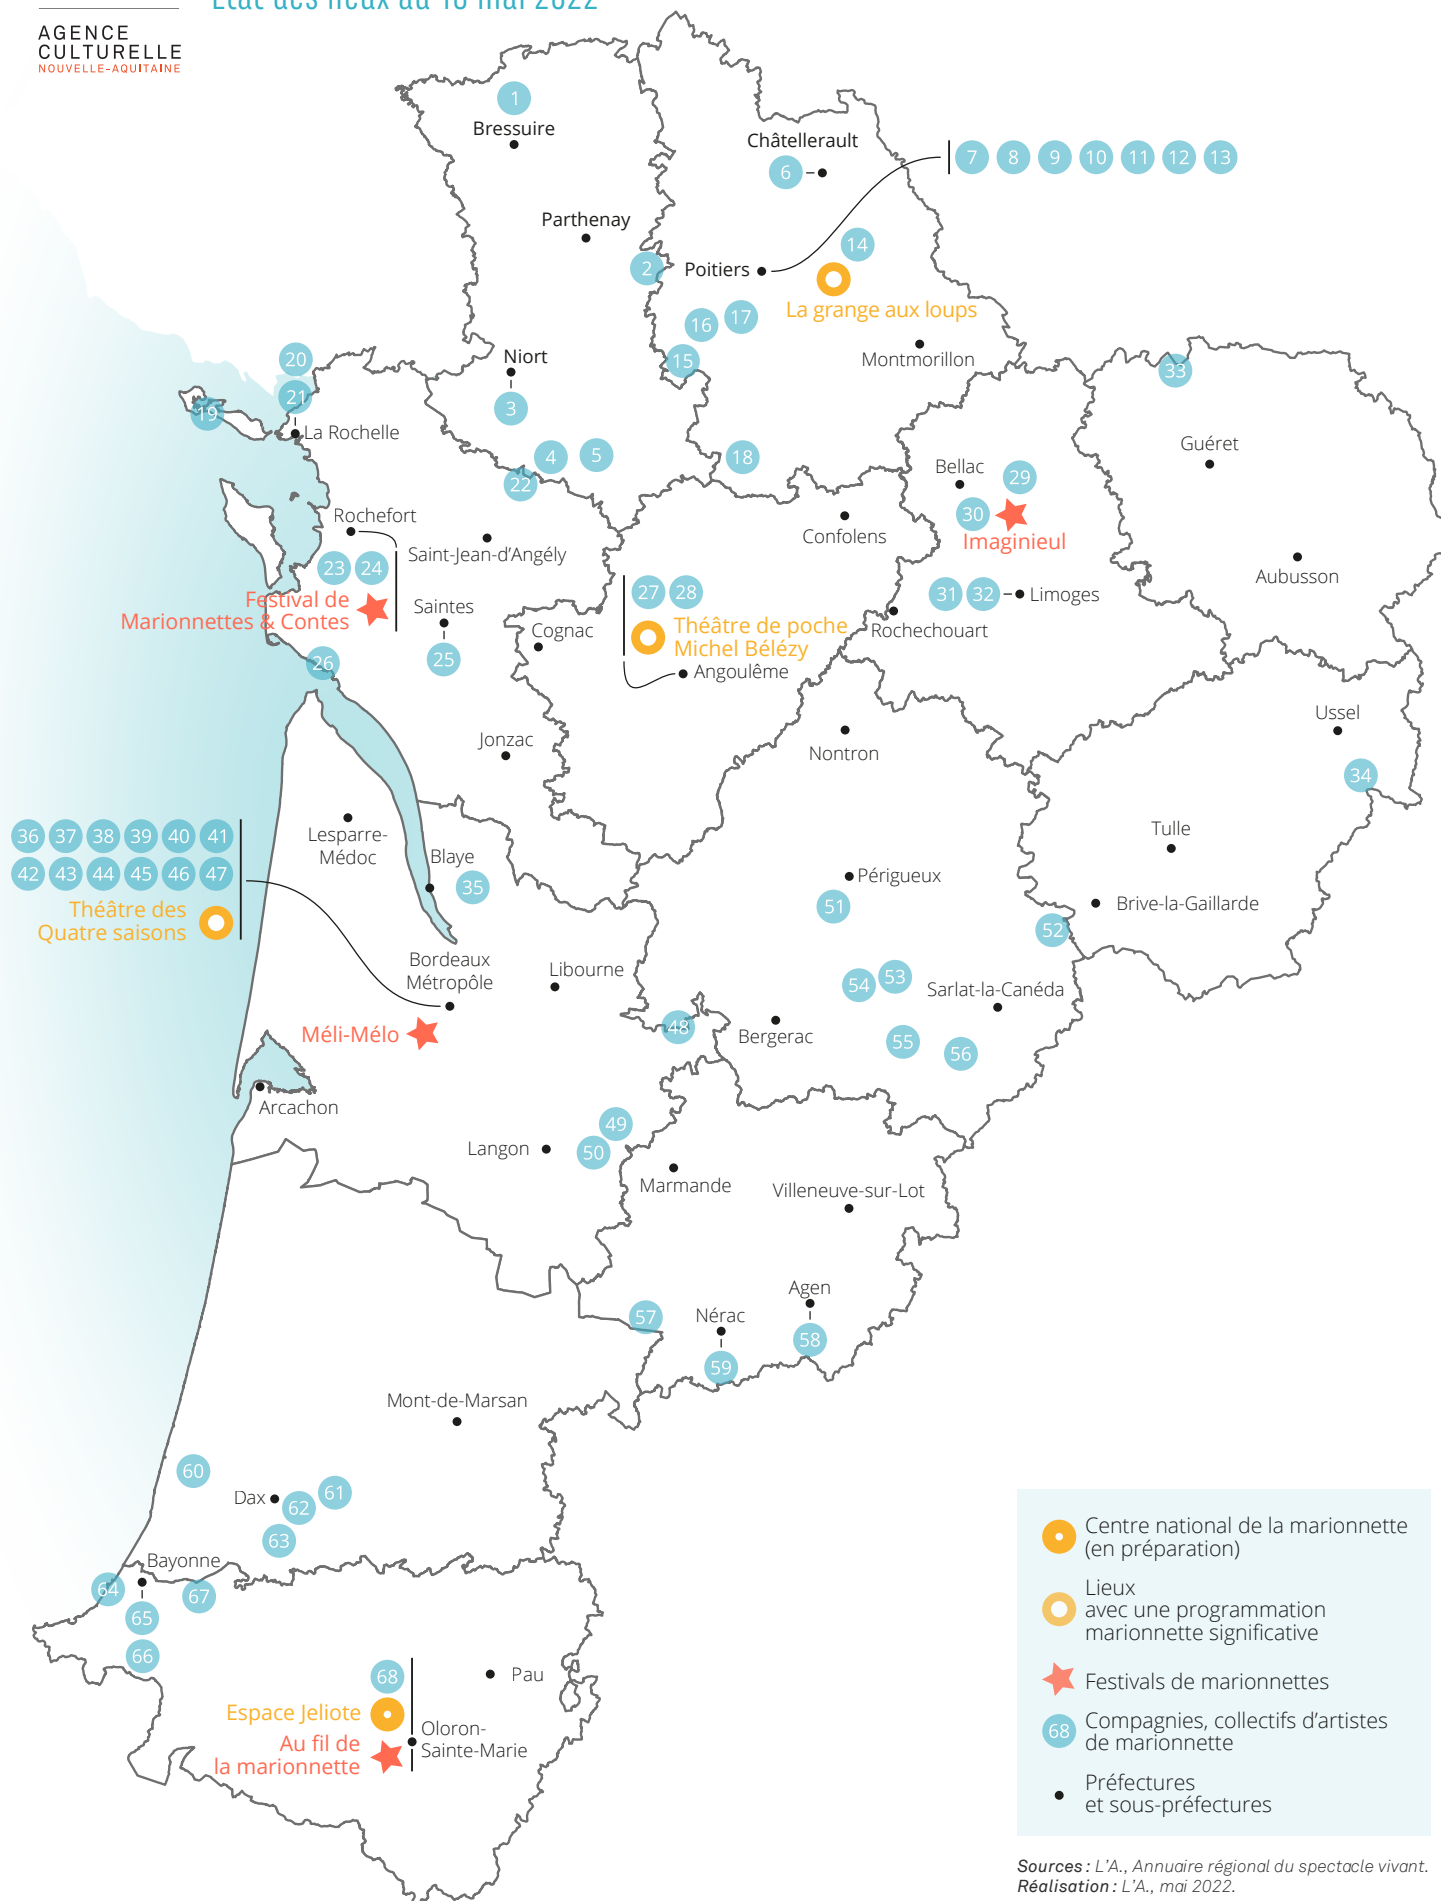 État des lieux au 16 mai 2022
AGENCE
CULTURELLE
NOUVELLE-AQUITAINE
1
Bressuire
Châtellerault
6
7 8 9 10 11 12 13
Parthenay
2
Poitiers
14
La grange aux loups
16 17
15
Montmorillon
Niort
3
20
21
19
La Rochelle
33
Guéret
4 5
22
18
Bellac
29
30
Imaginieul
Rochefort
23 24
Festival de
Marionnettes & Contes
Saint-Jean-d'Angély
Confolens
Aubusson
Saintes
25
Cognac
27 28
Théâtre de poche
Michel Bélézy
Angoulême
31 32
Limoges
Rochechouart
26
Ussel
34
Jonzac
Nontron
Lesparre-
Médoc
36 37 38 39 40 41
42 43 44 45 46 47
Théâtre des
Quatre saisons
Blaye
35
Tulle
Périgueux
51
Brive-la-Gaillarde
52
Bordeaux
Métropôle
Libourne
54 53
Sarlat-la-Canéda
Méli-Mélo
48
Bergerac
55
56
Arcachon
Langon
49
50
Marmande
Villeneuve-sur-Lot
Agen
58
57
Nérac
59
Mont-de-Marsan
60
Dax
62 61
63
Bayonne
64
65
67
66
68
Pau
Espace Jeliote
Au fil de
la marionnette
Oloron-
Sainte-Marie
Centre national de la marionnette
(en préparation)
Lieux
avec une programmation
marionnette significative
Festivals de marionnettes
68
Compagnies, collectifs d'artistes
de marionnette
Préfectures
et sous-préfectures
Sources : L'A., Annuaire régional du spectacle vivant.
Réalisation : L'A., mai 2022.